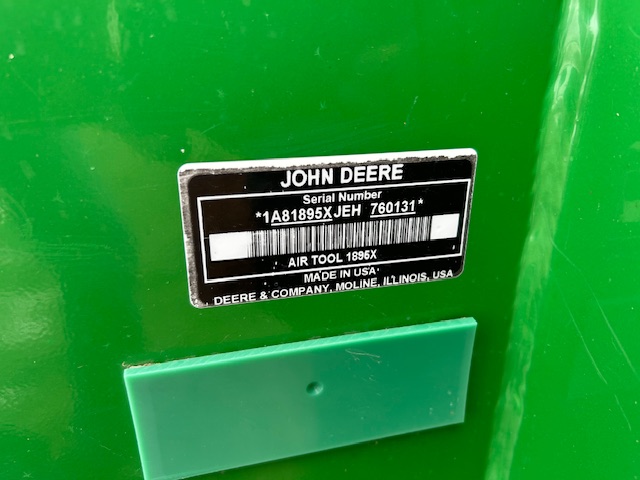 JOHN DEERE
Serial Number
*1A81895XJEH 760131*
AIR TOOL 1895X
MADE IN USA
DEERE & COMPANY, MOLINE, ILLINOIS, USA